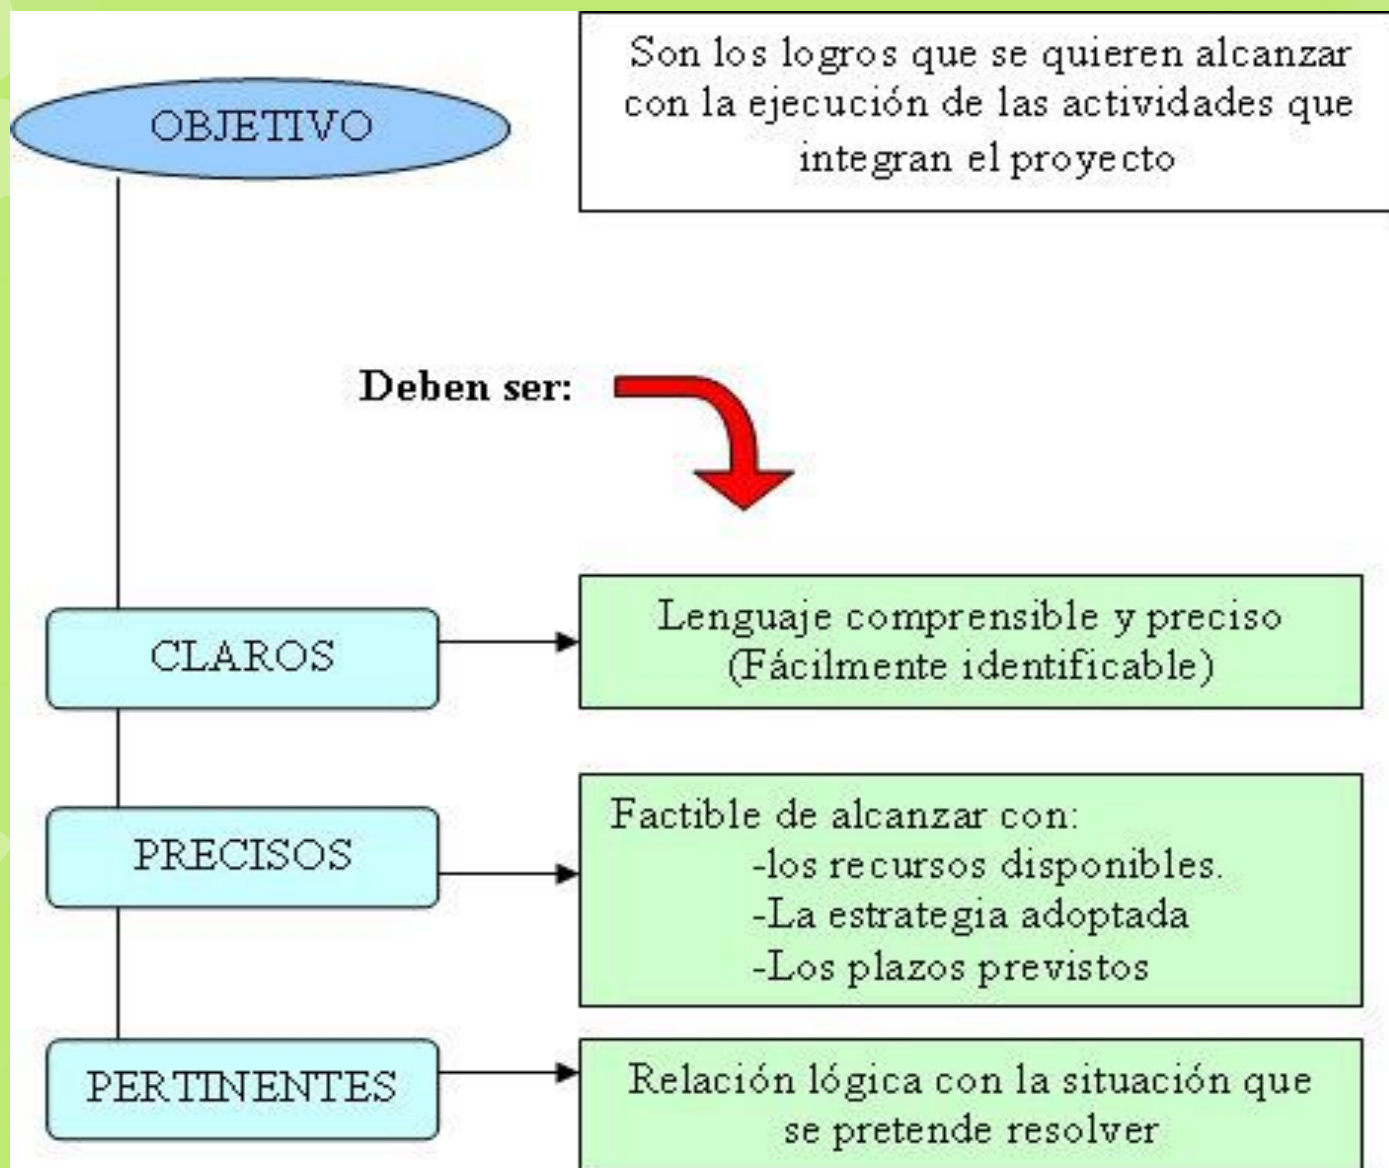 OBJETIVO
Son los logros que se quieren alcanzar
con la ejecución de las actividades que
integran el proyecto
Deben ser:
CLAROS
Lenguaje comprensible y preciso
(Fácilmente identificable)
PRECISOS
Factible de alcanzar con:
-los recursos disponibles.
-La estrategia adoptada
-Los plazos previstos
PERTINENTES
Relación lógica con la situación que
se pretende resolver